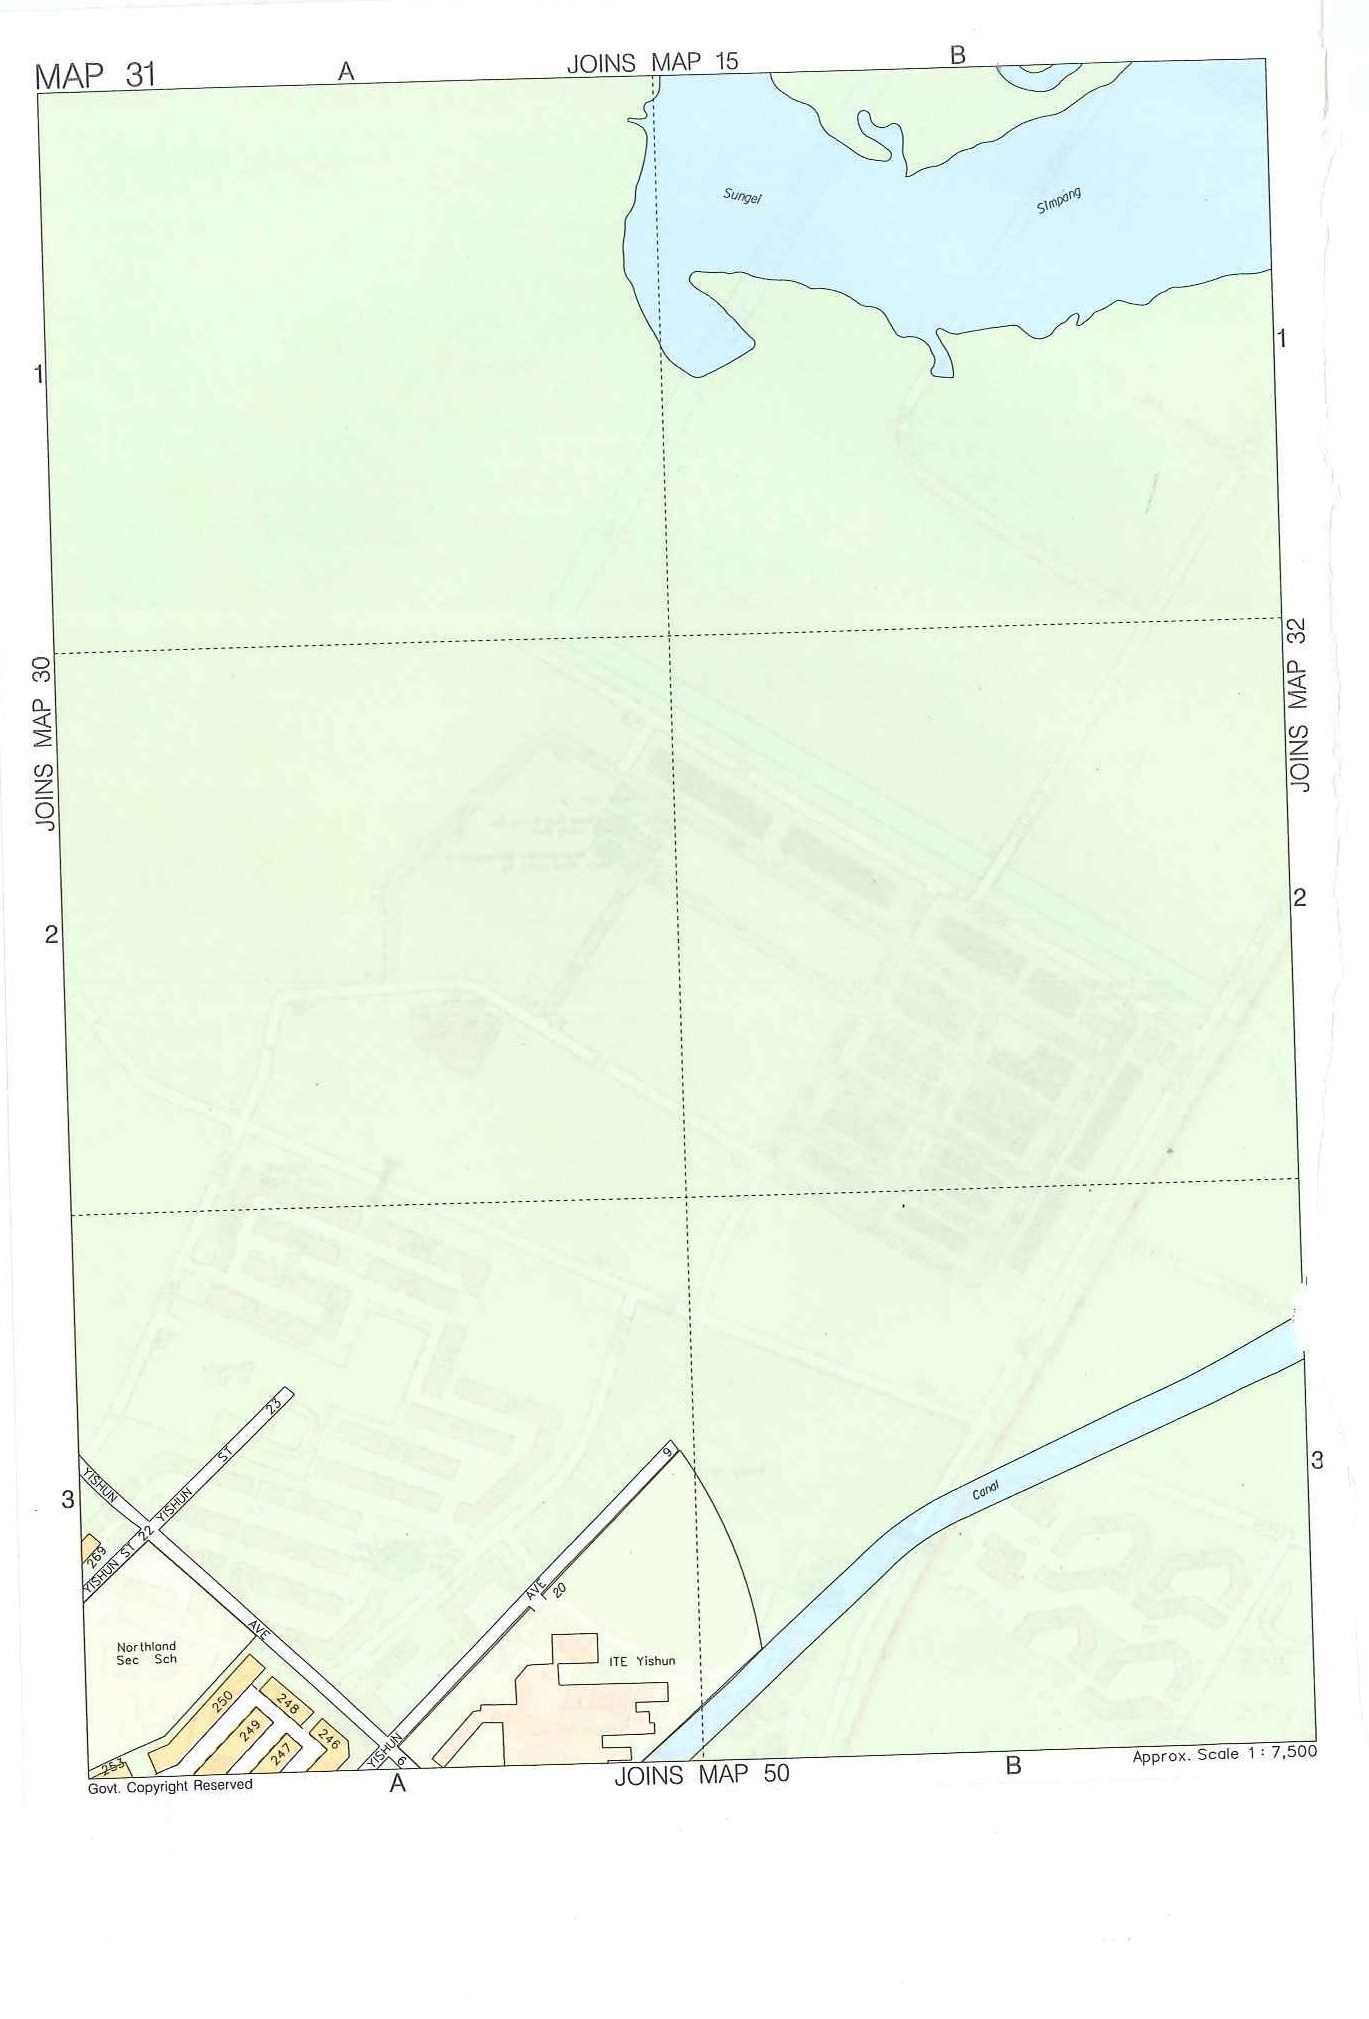 MAP 31
A
JOINS MAP 15
B
Sungei
Simpang
1
1
JOINS MAP 30
JOINS MAP 32
2
2
3
3
YISHUN
AVE
6
YISHUN ST 22
YISHUN ST 23
YISHUN
AVE
9
20
269
Canal
Northland
Sec Sch
ITE Yishun
250
248
249
246
247
253
Govt. Copyright Reserved
A
JOINS MAP 50
B
Approx. Scale 1 : 7,500